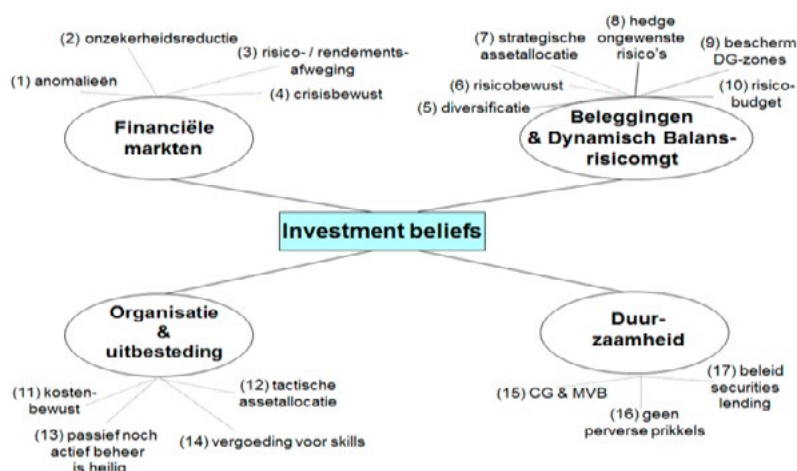 (2) onzekerheidsreductie
(3) risico- / rendements-
afweging
(1) anomalieën
(4) crisisbewust
Financiële
markten
(8) hedge
ongewenste
risico's
(7) strategische
assetallocatie
(9) bescherm
DG-zones
(6) risicobewust
(10) risico-
budget
(5) diversificatie
Beleggingen
& Dynamisch Balans-
risicomgt
Investment beliefs
Organisatie
&
uitbesteding
(11) kosten-
bewust
(12) tactische
assetallocatie
(13) passief noch
actief beheer
is heilig
(14) vergoeding voor skills
Duur-
zaamheid
(15) CG & MVB
(16) geen
perverse prikkels
(17) beleid
securities
lending